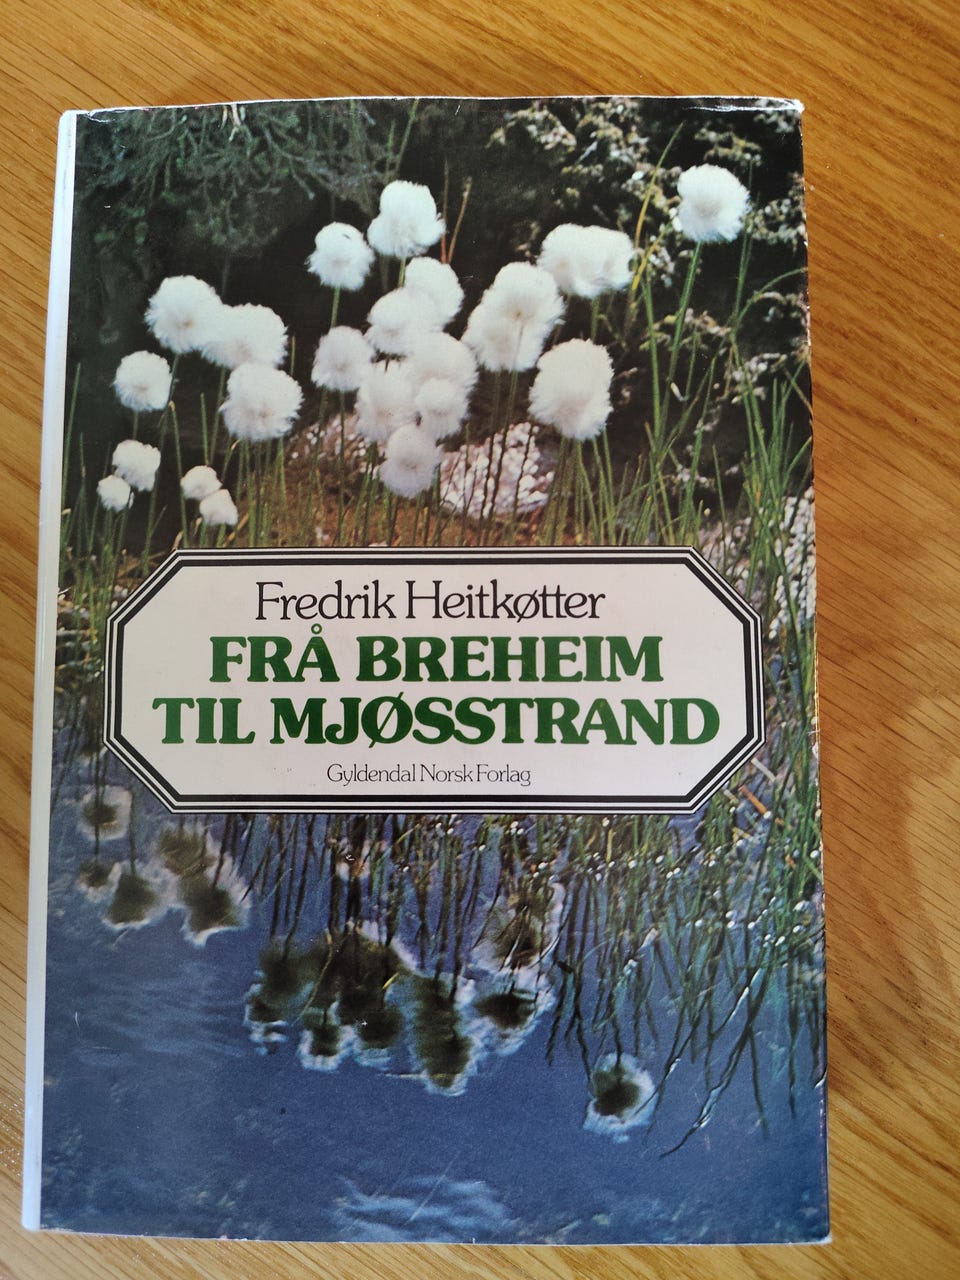 Fredrik Heitkøtter
FRÅ BREHEIM
TIL MJØSSTRAND
Gyldendal Norsk Forlag